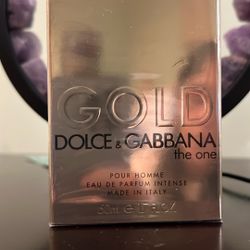 GOLD
DOLCE & GABBANA
the one
POUR HOMME
EAU DE PARFUM INTENSE
MADE IN ITALY